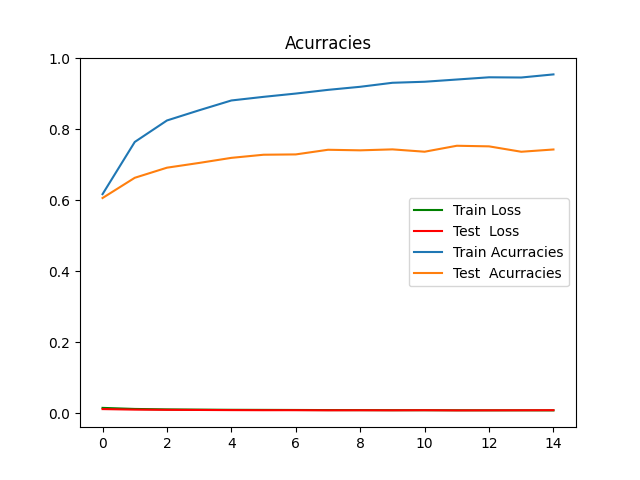 Acurracies
1.0
0.8
0.6
0.4
0.2
0.0
Train Loss
Test  Loss
Train Acurracies
Test  Acurracies
0 2 4 6 8 10 12 14